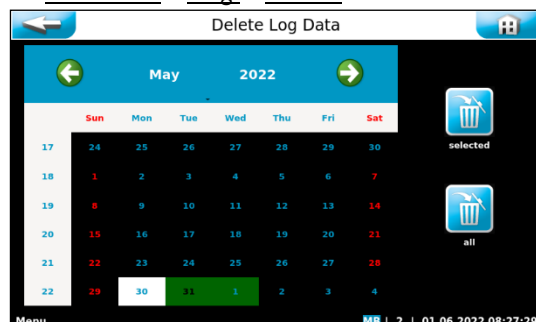 Delete Log Data
May 2022
Sun Mon Tue Wed Thu Fri Sat
17 24 25 26 27 28 29 30
selected
18 1 2 3 4 5 6 7
19 8 9 10 11 12 13 14
20 15 16 17 18 19 20 21
all
21 22 23 24 25 26 27 28
22 29 30 31 1 2 3 4
Menu MB | 2 | 01.06.2022 08:27:29